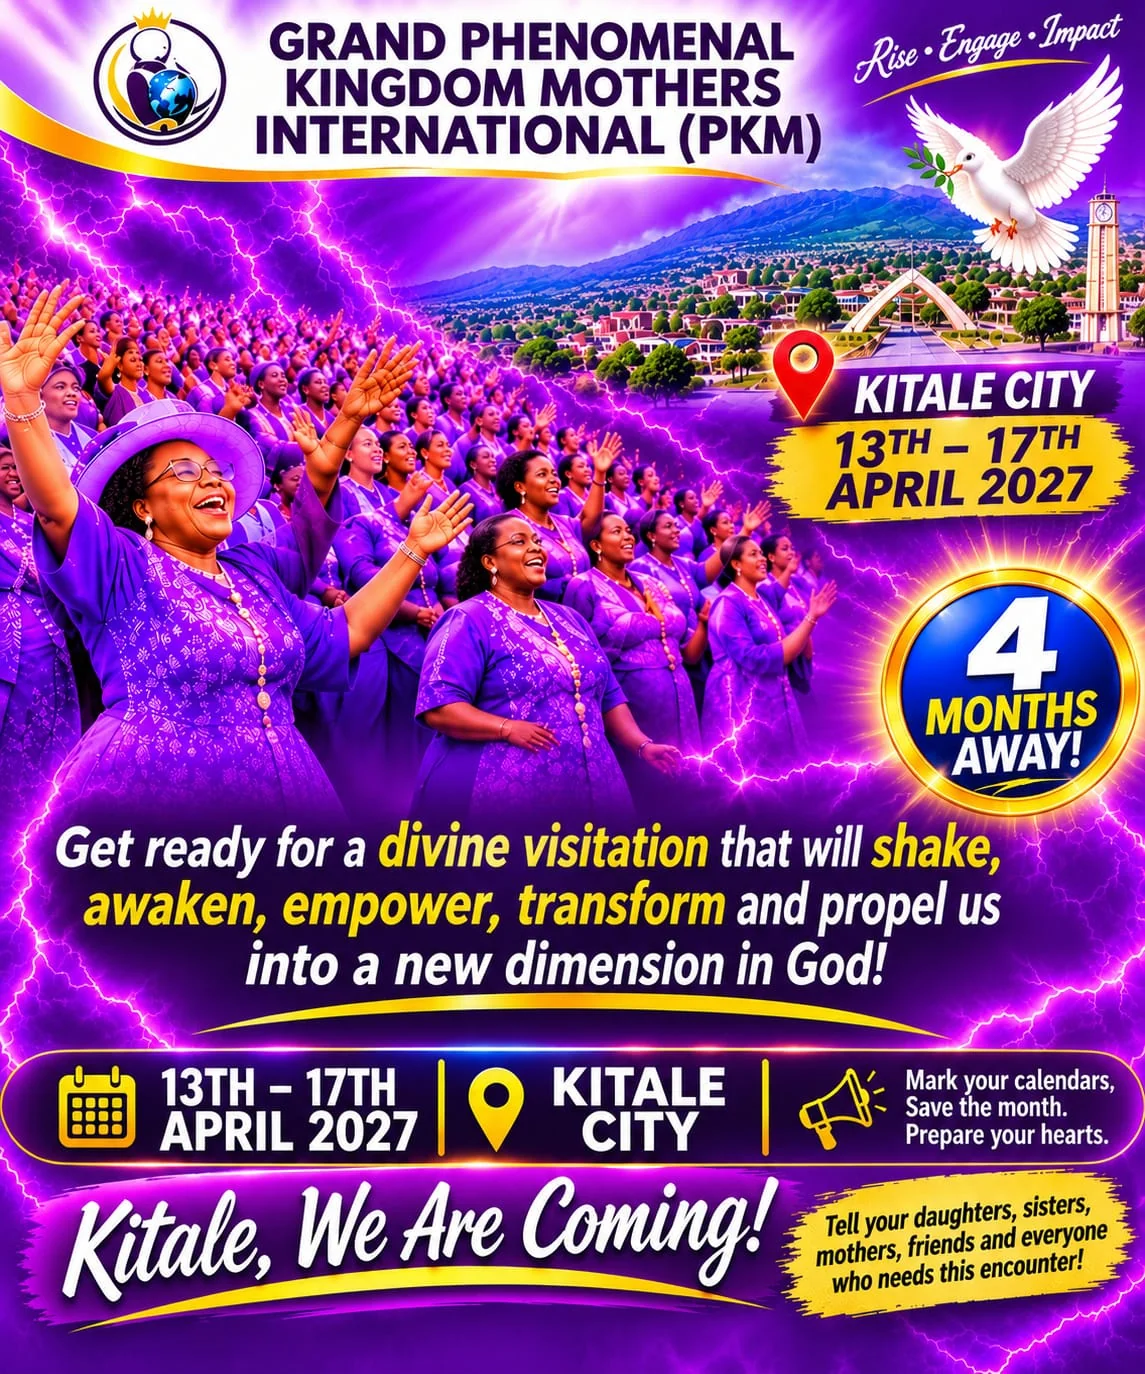 GRAND PHENOMENAL
KINGDOM MOTHERS
INTERNATIONAL (PKM)
Rise • Engage • Impact
KITALE CITY
13TH – 17TH
APRIL 2027
4
MONTHS
AWAY!
Get ready for a divine visitation that will shake,
awaken, empower, transform and propel us
into a new dimension in God!
13TH – 17TH
APRIL 2027
KITALE
CITY
Mark your calendars,
Save the month.
Prepare your hearts.
Kitale, We Are Coming!
Tell your daughters, sisters,
mothers, friends and everyone
who needs this encounter!